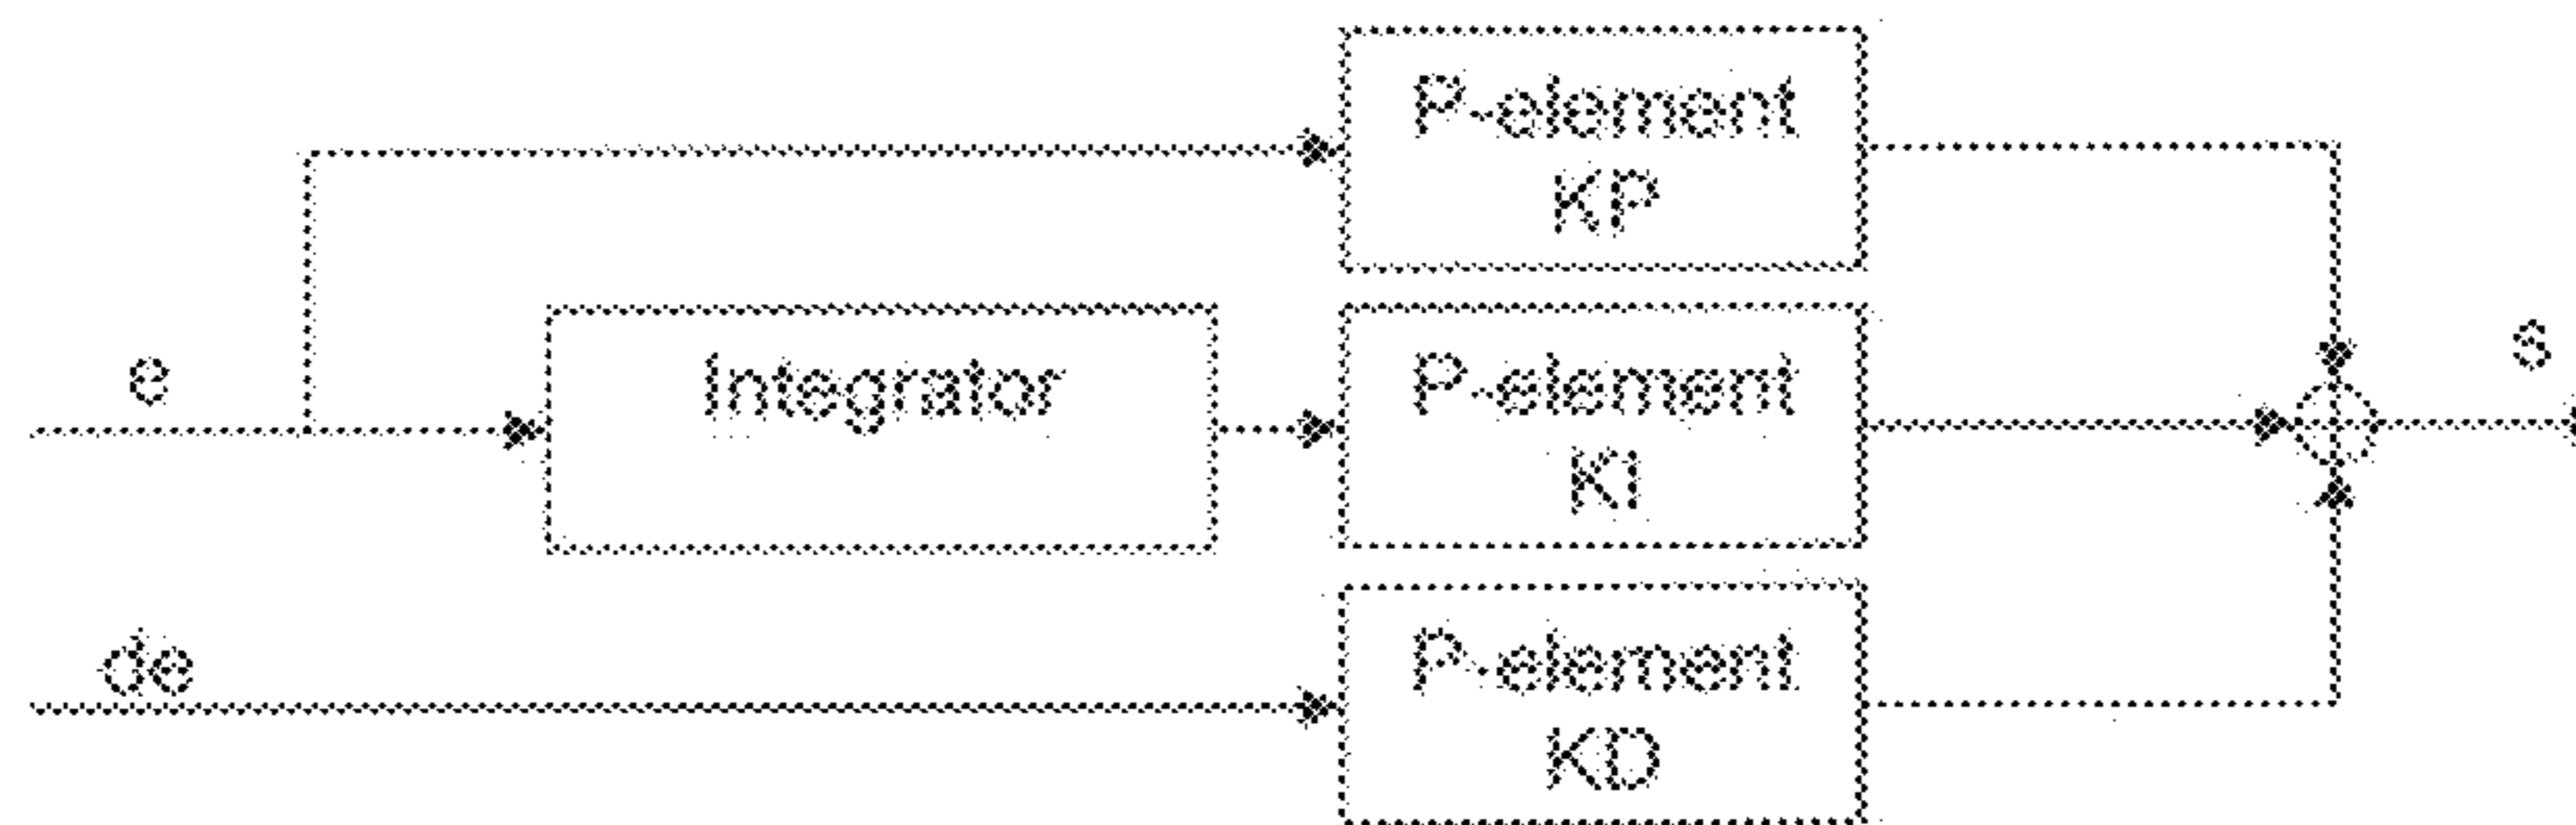 P-element
KP
e
Integrator
P-element
KI
s
de
P-element
KD